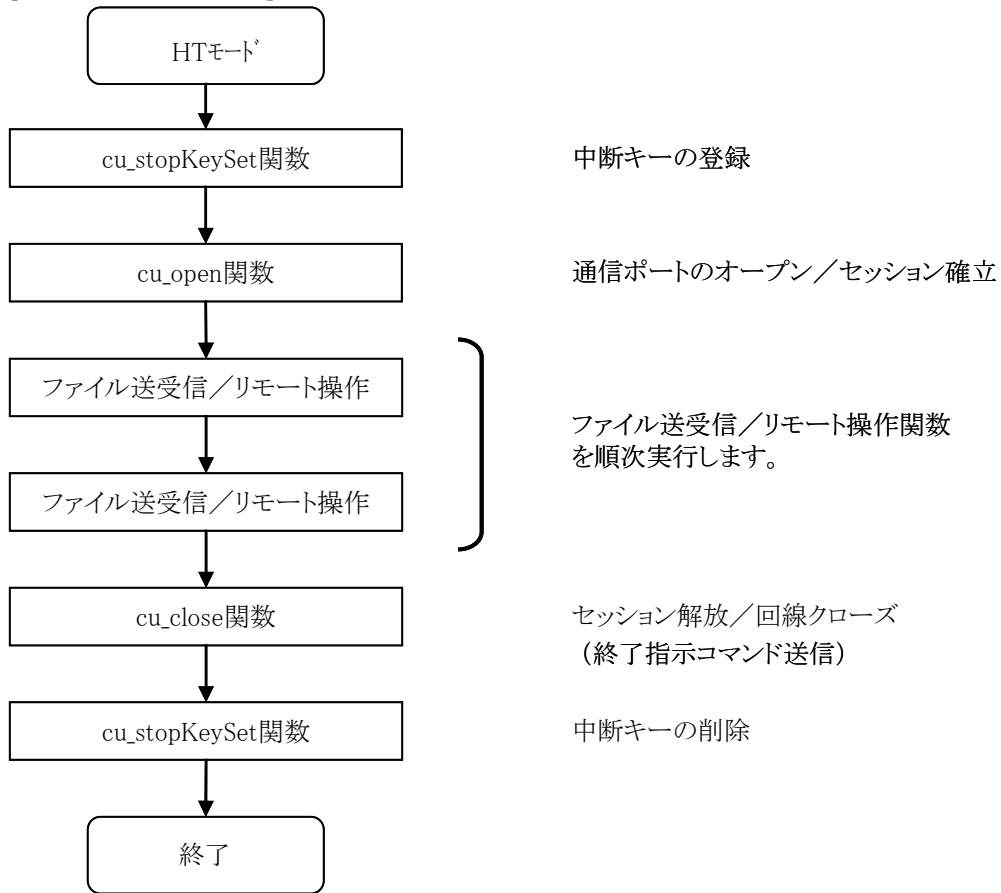 HTモード
cu_stopKeySet関数 中断キーの登録
cu_open関数 通信ポートのオープン／セッション確立
ファイル送受信／リモート操作
ファイル送受信／リモート操作関数
を順次実行します。
ファイル送受信／リモート操作
cu_close関数 セッション解放／回線クローズ
（終了指示コマンド送信）
cu_stopKeySet関数 中断キーの削除
終了